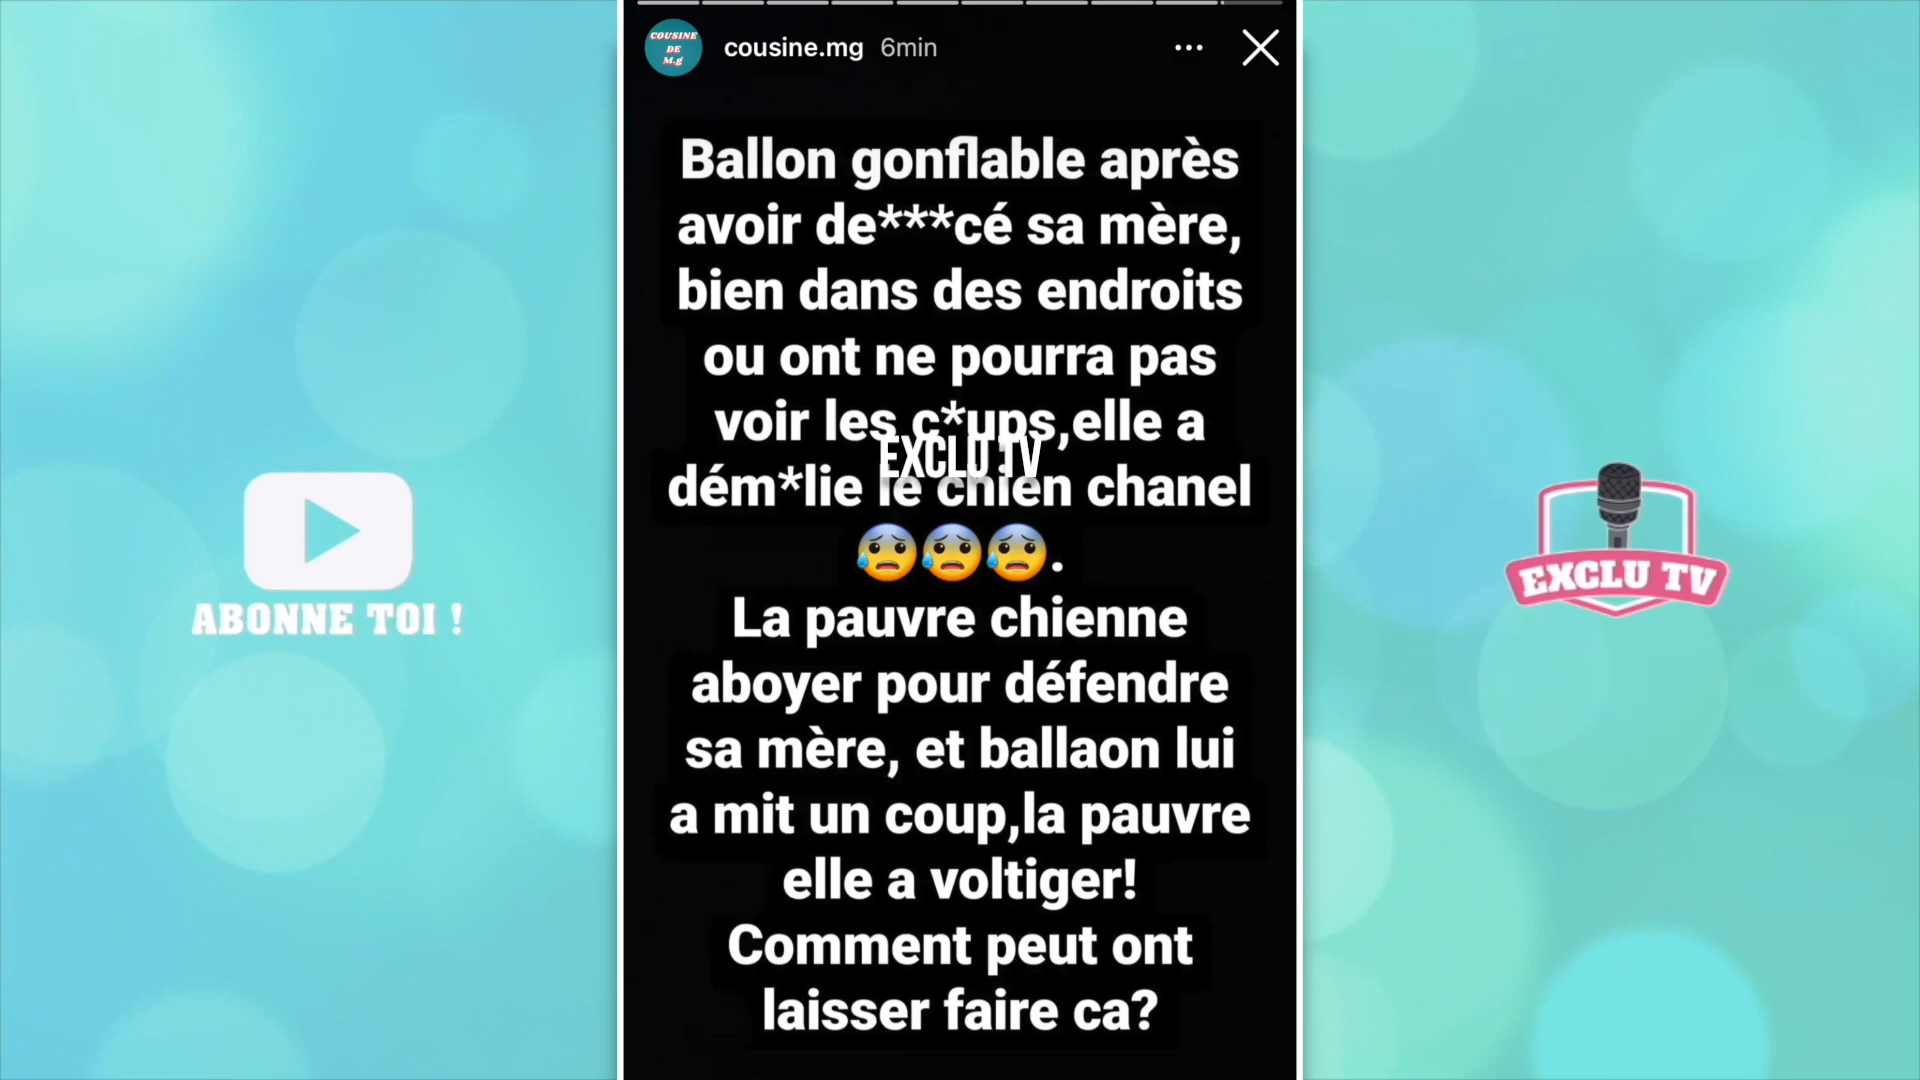 COUSINE
DE
M.g
cousine.mg 6min
Ballon gonflable après
avoir de***cé sa mère,
bien dans des endroits
ou ont ne pourra pas
voir les c*ups,elle a
dém*lie le chien chanel
😰😰😰.
La pauvre chienne
aboyer pour défendre
sa mère, et ballaon lui
a mit un coup,la pauvre
elle a voltiger!
Comment peut ont
laisser faire ca?
EXCLU TV
ABONNE TOI !
EXCLU TV